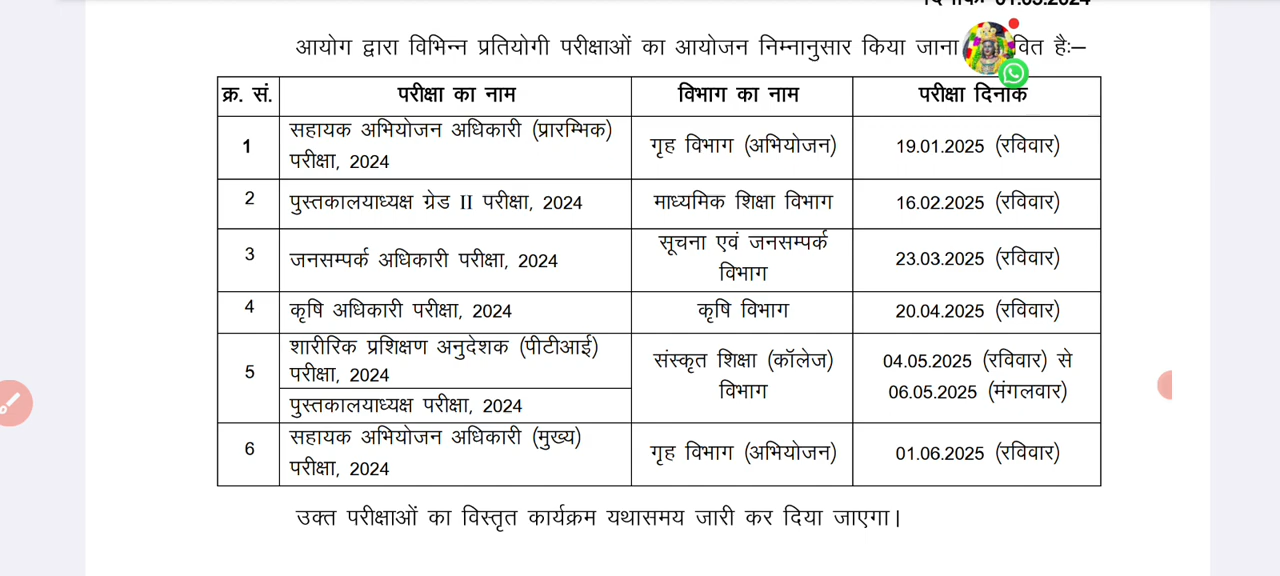 आयोग द्वारा विभिन्न प्रतियोगी परीक्षाओं का आयोजन निम्नानुसार किया जाना वित है:–
क्र. सं. परीक्षा का नाम विभाग का नाम परीक्षा दिनांक
1 सहायक अभियोजन अधिकारी (प्रारम्भिक) परीक्षा, 2024 गृह विभाग (अभियोजन) 19.01.2025 (रविवार)
2 पुस्तकालयाध्यक्ष ग्रेड II परीक्षा, 2024 माध्यमिक शिक्षा विभाग 16.02.2025 (रविवार)
3 जनसम्पर्क अधिकारी परीक्षा, 2024 सूचना एवं जनसम्पर्क विभाग 23.03.2025 (रविवार)
4 कृषि अधिकारी परीक्षा, 2024 कृषि विभाग 20.04.2025 (रविवार)
5 शारीरिक प्रशिक्षण अनुदेशक (पीटीआई) परीक्षा, 2024 संस्कृत शिक्षा (कॉलेज) विभाग 04.05.2025 (रविवार) से 06.05.2025 (मंगलवार)
पुस्तकालयाध्यक्ष परीक्षा, 2024
6 सहायक अभियोजन अधिकारी (मुख्य) परीक्षा, 2024 गृह विभाग (अभियोजन) 01.06.2025 (रविवार)
उक्त परीक्षाओं का विस्तृत कार्यक्रम यथासमय जारी कर दिया जाएगा।